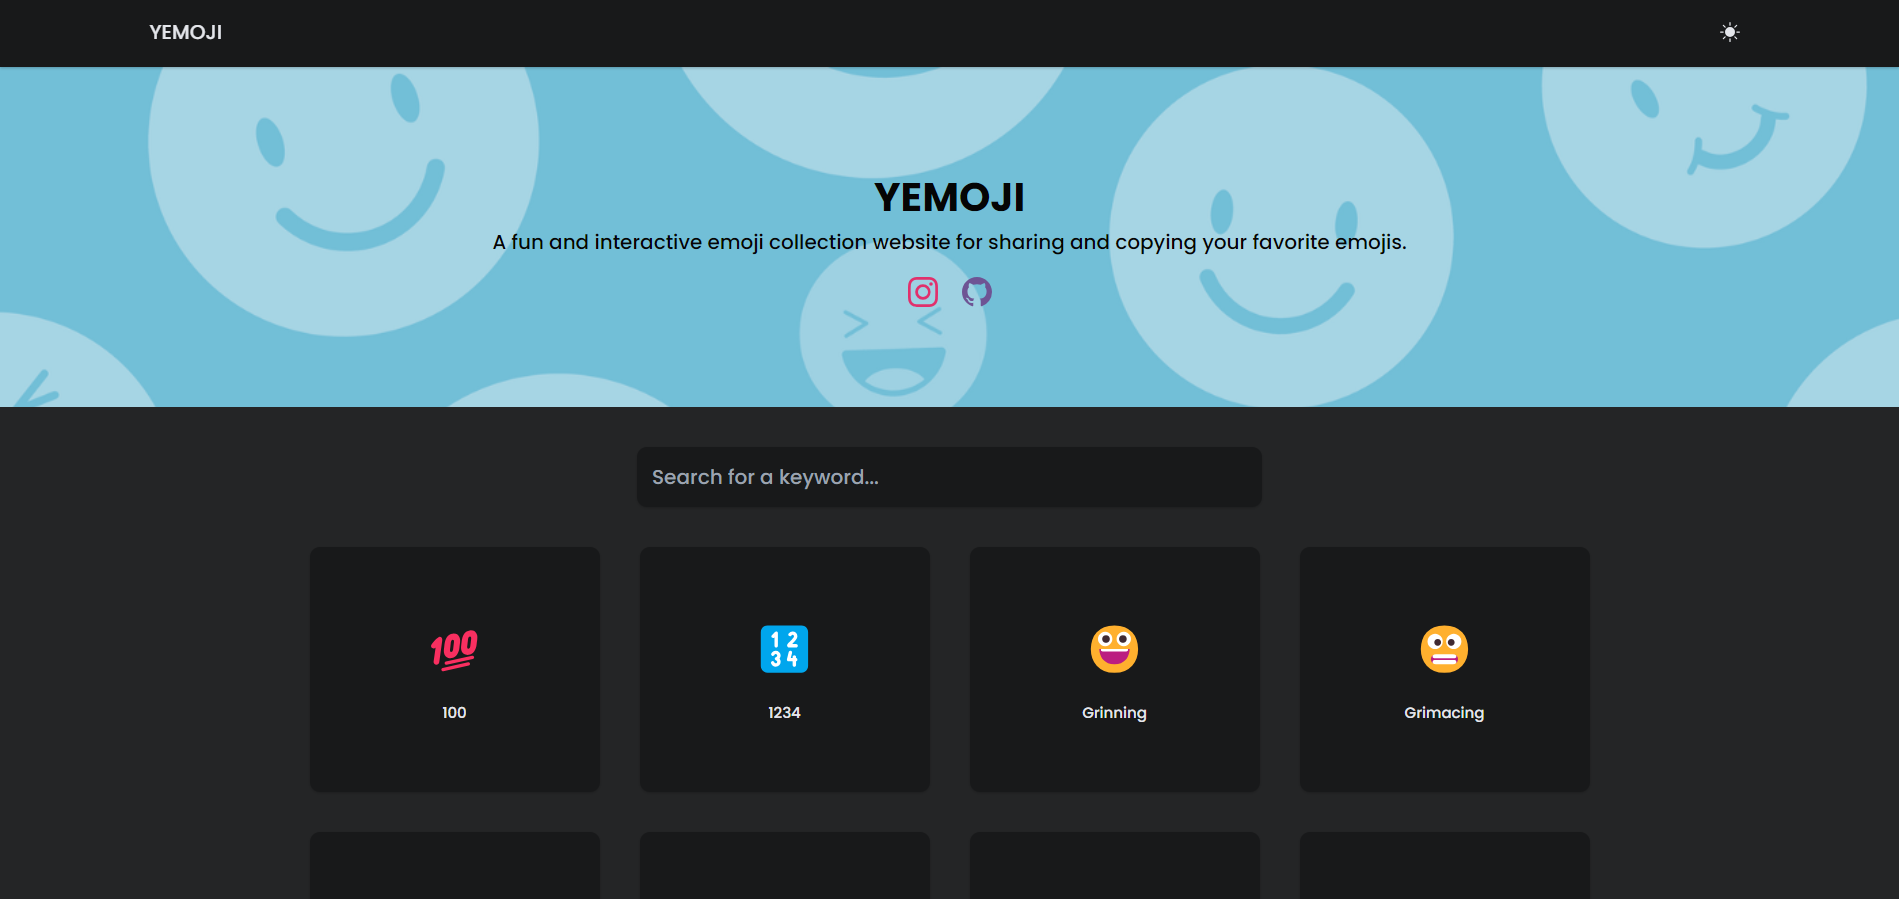 YEMOJI
YEMOJI
A fun and interactive emoji collection website for sharing and copying your favorite emojis.
Search for a keyword...
100
1 2
3 4
100
1234
Grinning
Grimacing